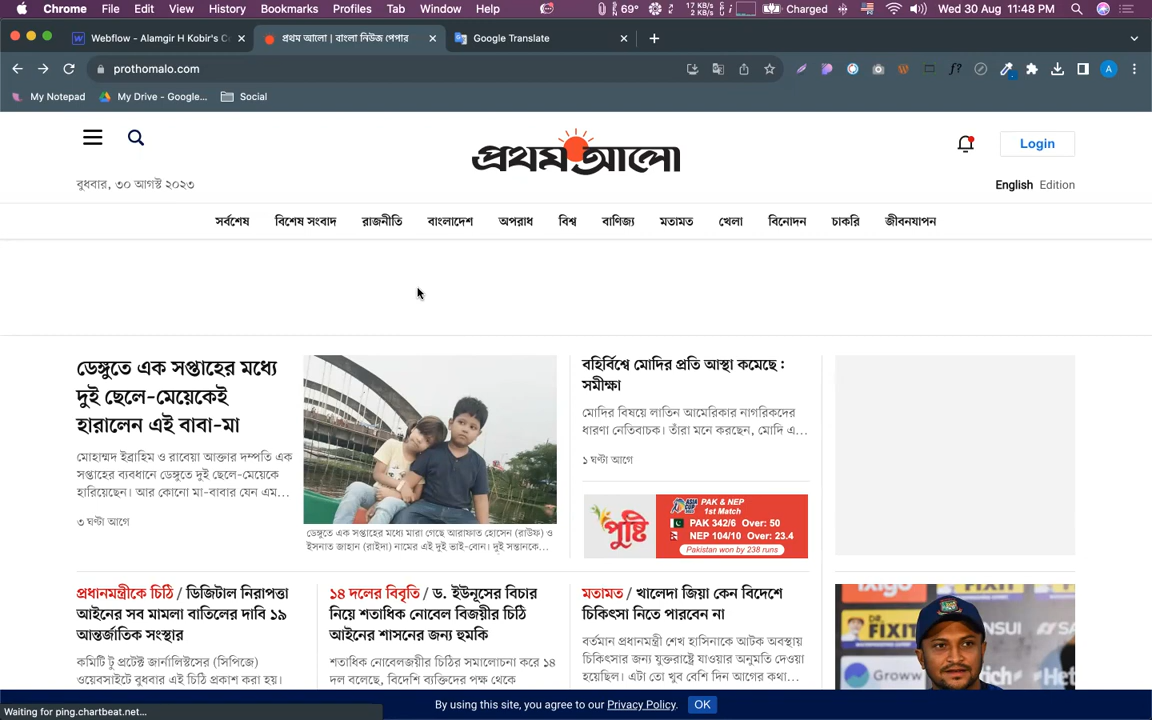 Chrome File Edit View History Bookmarks Profiles Tab Window Help 69° 17 KB/s 2 KB/s Charged Wed 30 Aug 11:48 PM
Webflow - Alamgir H Kobir's C
প্রথম আলো | বাংলা নিউজ পেপার
Google Translate
prothomalo.com
My Notepad My Drive - Google... Social
প্রথম আলো
Login
বুধবার, ৩০ আগস্ট ২০২৩
English Edition
সর্বশেষ বিশেষ সংবাদ রাজনীতি বাংলাদেশ অপরাধ বিশ্ব বাণিজ্য মতামত খেলা বিনোদন চাকরি জীবনযাপন
ডেঙ্গুতে এক সপ্তাহের মধ্যে
দুই ছেলে-মেয়েকেই
হারালেন এই বাবা-মা
মোহাম্মদ ইব্রাহিম ও রাবেয়া আক্তার দম্পতি এক
সপ্তাহের ব্যবধানে ডেঙ্গুতে দুই ছেলে-মেয়েকে
হারিয়েছেন। আর কোনো মা-বাবার যেন এম...
৩ ঘণ্টা আগে
ডেঙ্গুতে এক সপ্তাহের মধ্যে মারা গেছে আরাফাত হোসেন (রাউফ) ও
ইসনাত জাহান (রাইদা) নামের এই দুই ভাই-বোন। দুই সন্তানকে...
বহির্বিশ্বে মোদির প্রতি আস্থা কমেছে :
সমীক্ষা
মোদির বিষয়ে লাতিন আমেরিকার নাগরিকদের
ধারণা নেতিবাচক। তাঁরা মনে করছেন, মোদি এ...
১ ঘণ্টা আগে
পুষ্টি
PAK & NEP
1st Match
PAK 342/6 Over: 50
NEP 104/10 Over: 23.4
Pakistan won by 238 runs
প্রধানমন্ত্রীকে চিঠি / ডিজিটাল নিরাপত্তা
আইনের সব মামলা বাতিলের দাবি ১৯
আন্তর্জাতিক সংস্থার
কমিটি টু প্রটেক্ট জার্নালিস্টসের (সিপিজে)
ওয়েবসাইটে বুধবার এই চিঠি প্রকাশ করা হয়।
১৪ দলের বিবৃতি / ড. ইউনূসের বিচার
নিয়ে শতাধিক নোবেল বিজয়ীর চিঠি
আইনের শাসনের জন্য হুমকি
শতাধিক নোবেলজয়ীর চিঠির সমালোচনা করে ১৪
দল বলেছে, বিদেশি ব্যক্তিদের পক্ষ থেকে
মতামত / খালেদা জিয়া কেন বিদেশে
চিকিৎসা নিতে পারবেন না
বর্তমান প্রধানমন্ত্রী শেখ হাসিনাকে আটক অবস্থায়
চিকিৎসার জন্য যুক্তরাষ্ট্রে যাওয়ার অনুমতি দেওয়া
হয়েছিল। এটা তো খুব বেশি দিন আগের কথা...
DR. FIXIT
FIXIT
Groww
Waiting for ping.chartbeat.net...
By using this site, you agree to our Privacy Policy. OK